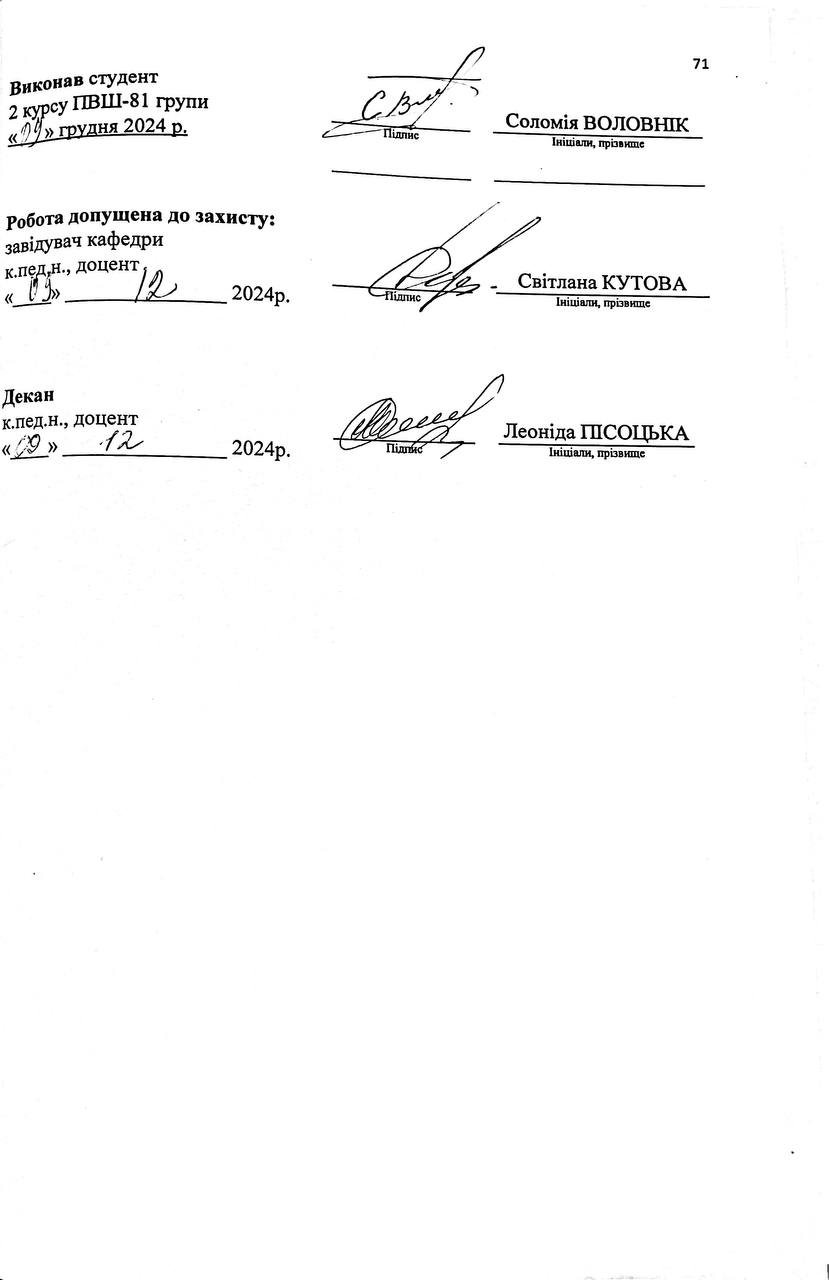 71
Виконав студент
2 курсу ПВШ-81 групи
«09» грудня 2024 р.
Підпис
Соломія ВОЛОВНІК
Ініціали, прізвище
Робота допущена до захисту:
завідувач кафедри
к.пед.н., доцент
«09» 12 2024р.
Підпис
Світлана КУТОВА
Ініціали, прізвище
Декан
к.пед.н., доцент
«09» 12 2024р.
Підпис
Леоніда ПІСОЦЬКА
Ініціали, прізвище